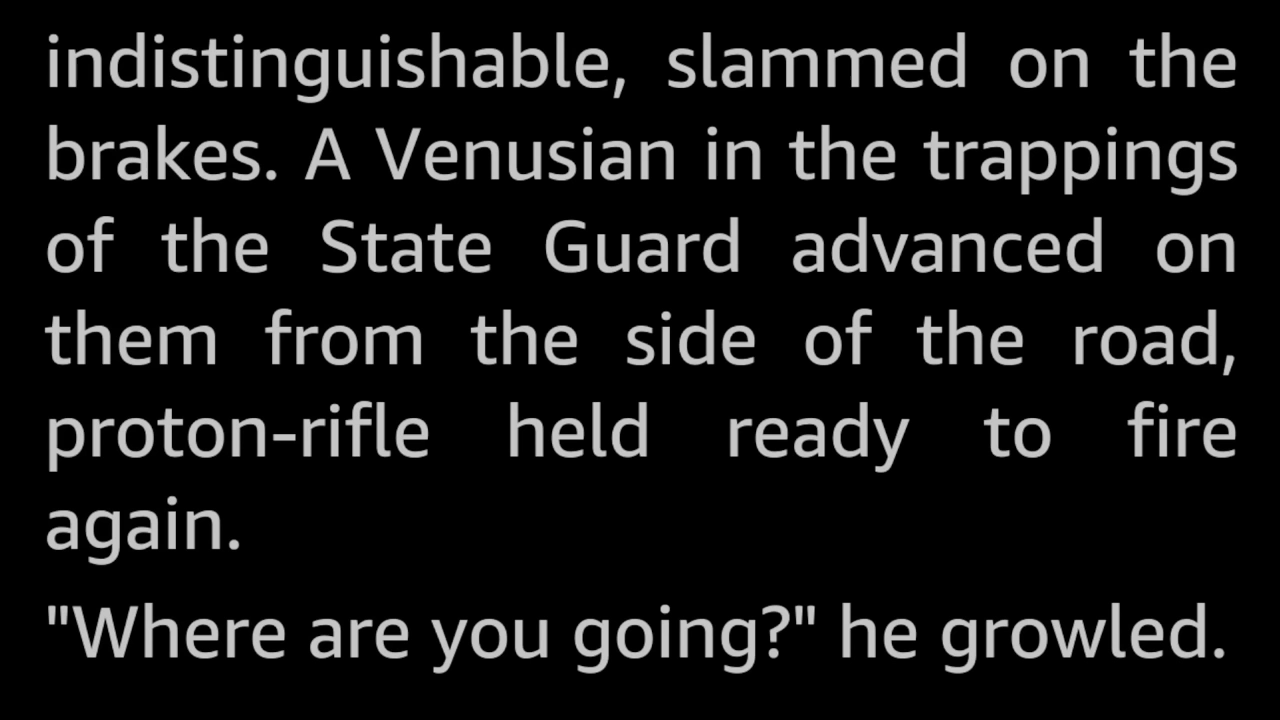 indistinguishable, slammed on the
brakes. A Venusian in the trappings
of the State Guard advanced on
them from the side of the road,
proton-rifle held ready to fire
again.
"Where are you going?" he growled.